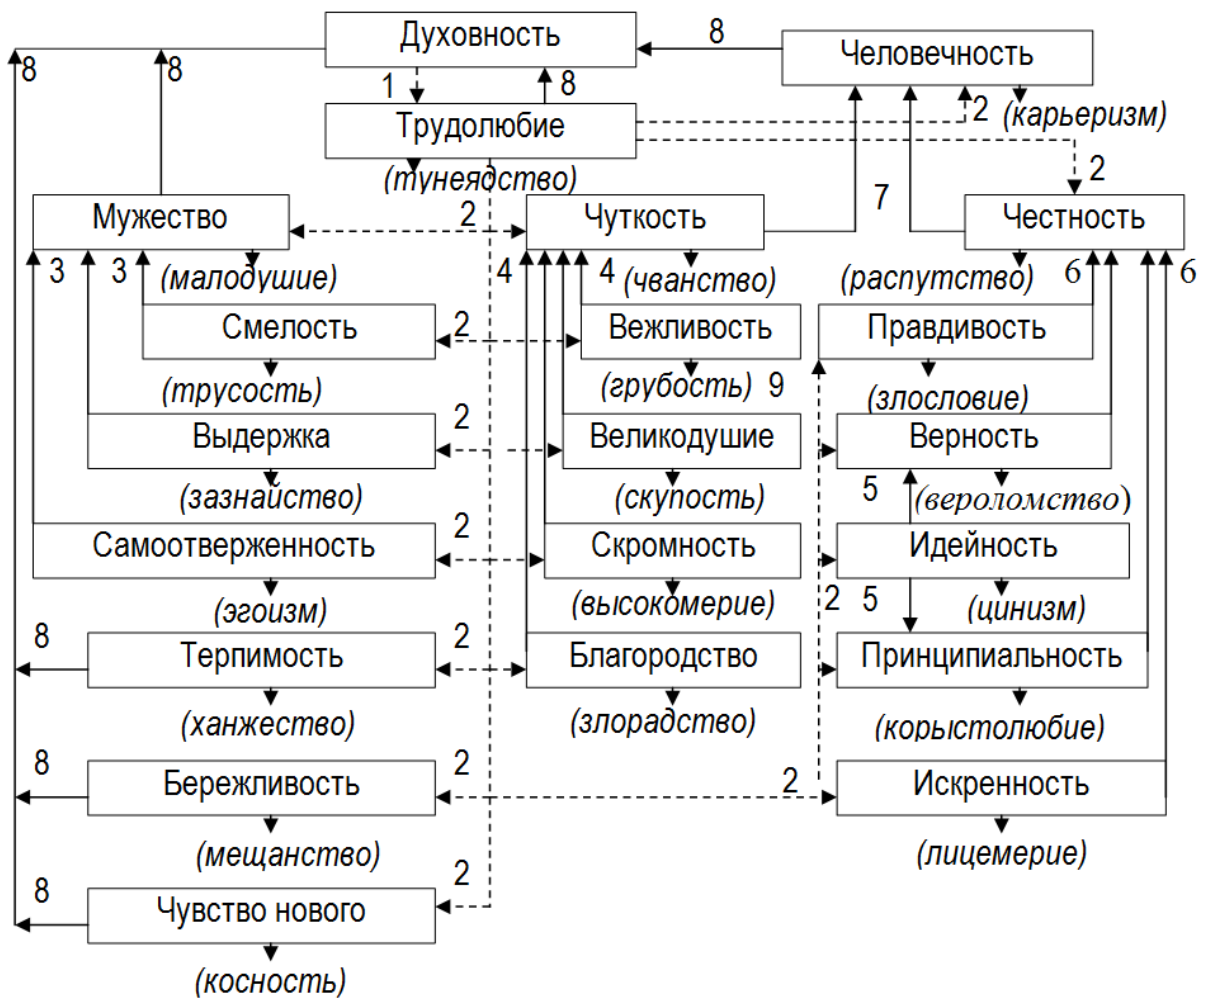 Духовность
8
Человечность
8
8
1
8
Трудолюбие
2
(карьеризм)
(тунеядство)
2
Мужество
2
Чуткость
7
Честность
3
3
(малодушие)
4
4
(чванство)
(распутство)
6
6
Смелость
2
Вежливость
Правдивость
(трусость)
(грубость)
9
(злословие)
Выдержка
2
Великодушие
Верность
(зазнайство)
(скупость)
5
(вероломство)
Самоотверженность
2
Скромность
Идейность
(эгоизм)
(высокомерие)
2
5
(цинизм)
8
Терпимость
2
Благородство
Принципиальность
(ханжество)
(злорадство)
(корыстолюбие)
8
Бережливость
2
2
Искренность
(мещанство)
(лицемерие)
8
Чувство нового
2
(косность)